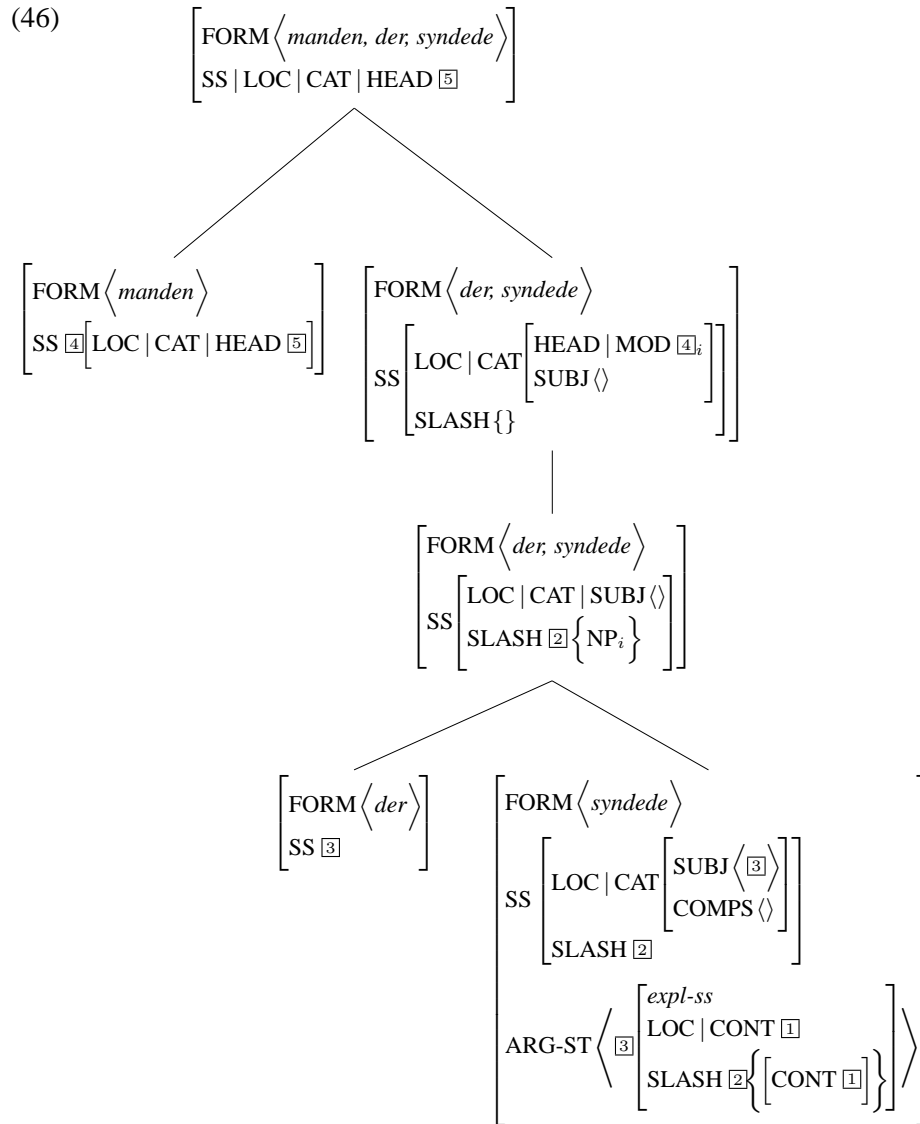 (46)
FORM ⟨manden, der, syndede⟩
SS | LOC | CAT | HEAD 5
FORM ⟨manden⟩
SS 4 [LOC | CAT | HEAD 5]
FORM ⟨der, syndede⟩
SS [LOC | CAT [HEAD | MOD 4 i
SUBJ ⟨⟩]
SLASH {}]
FORM ⟨der, syndede⟩
SS [LOC | CAT | SUBJ ⟨⟩
SLASH 2 {NP i}]
FORM ⟨der⟩
SS 3
FORM ⟨syndede⟩
SS [LOC | CAT [SUBJ ⟨3⟩
COMPS ⟨⟩]
SLASH 2]
ARG-ST ⟨3 [expl-ss
LOC | CONT 1
SLASH 2 {[CONT 1]}]⟩